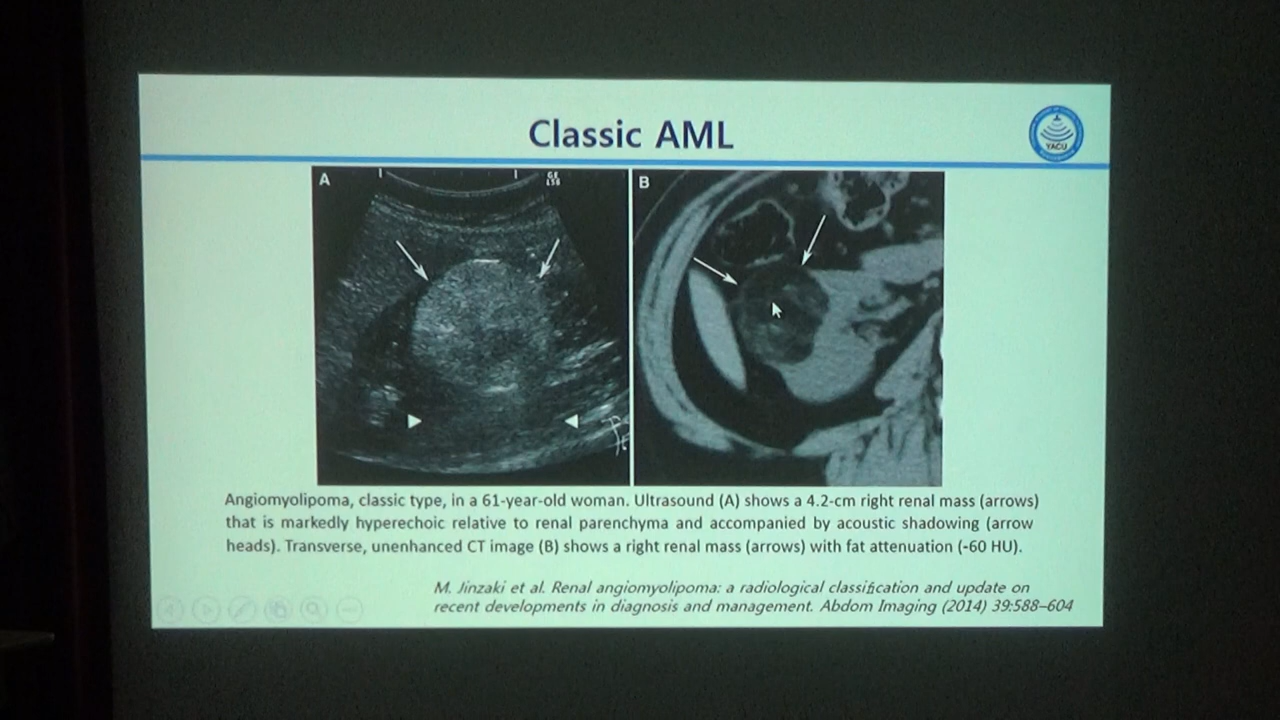 Classic AML
YACU
A
GE
L56
B
Angiomyolipoma, classic type, in a 61-year-old woman. Ultrasound (A) shows a 4.2-cm right renal mass (arrows)
that is markedly hyperechoic relative to renal parenchyma and accompanied by acoustic shadowing (arrow
heads). Transverse, unenhanced CT image (B) shows a right renal mass (arrows) with fat attenuation (-60 HU).
M. Jinzaki et al. Renal angiomyolipoma: a radiological classification and update on
recent developments in diagnosis and management. Abdom Imaging (2014) 39:588–604